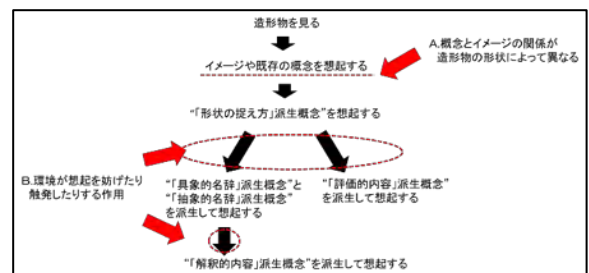 造形物を見る
A.概念とイメージの関係が
造形物の形状によって異なる
イメージや既存の概念を想起する
“「形状の捉え方」派生概念”を想起する
B.環境が想起を妨げたり
触発したりする作用
“「具象的名辞」派生概念”と
“「抽象的名辞」派生概念”
を派生して想起する
“「評価的内容」派生概念”
を派生して想起する
“「解釈的内容」派生概念”を派生して想起する